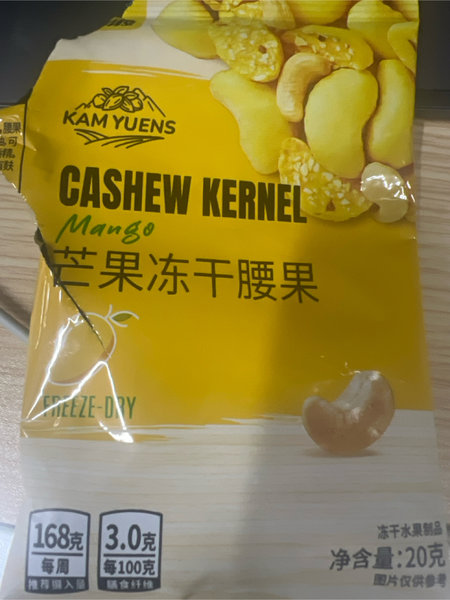 KAM YUENS
CASHEW KERNEL
Mango
芒果冻干腰果
FREEZE-DRY
168克
每周
推荐摄入量
3.0克
每100克
膳食纤维
冻干水果制品
净含量:20克
图片仅供参考